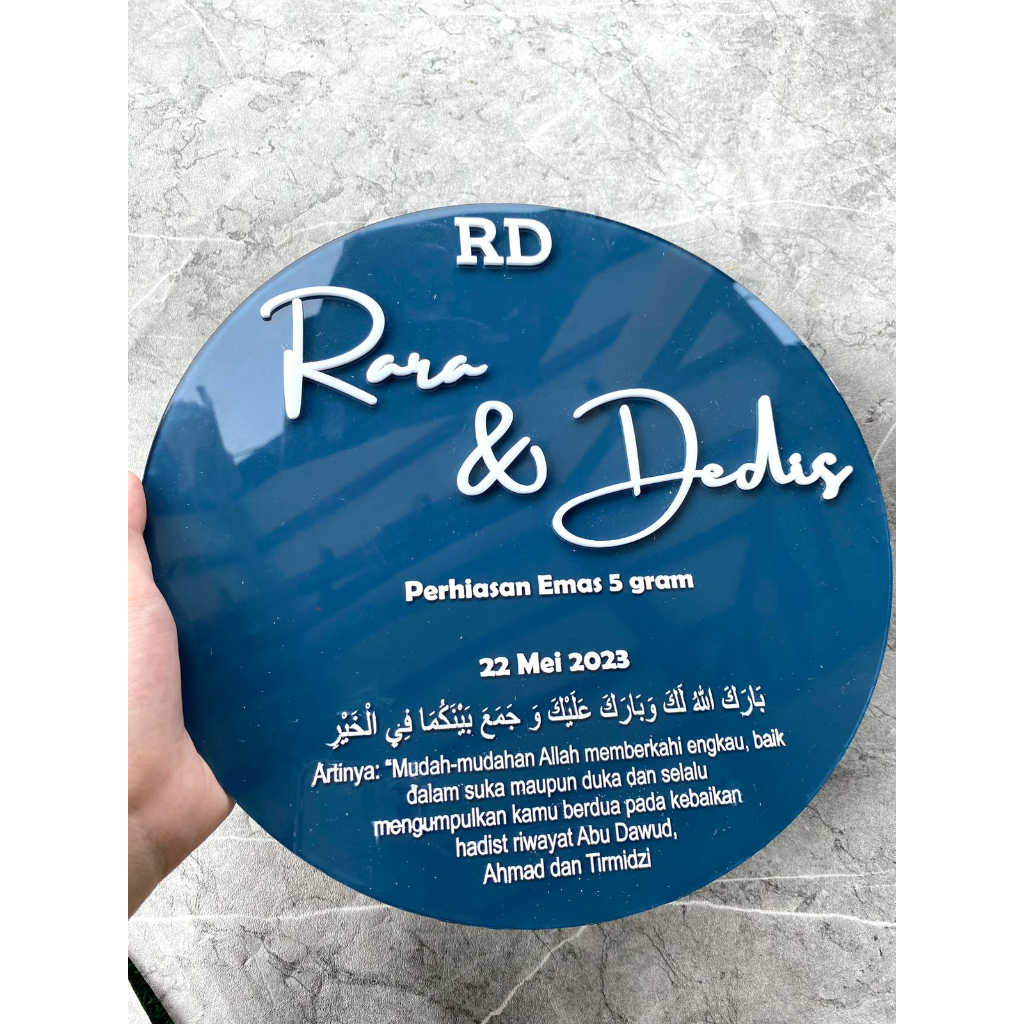 RD
Rara
& Dedis
Perhiasan Emas 5 gram
22 Mei 2023
بَارَكَ اللهُ لَكَ وَبَارَكَ عَلَيْكَ وَ جَمَعَ بَيْنَكُمَا فِي الْخَيْرِ
Artinya: “Mudah-mudahan Allah memberkahi engkau, baik
dalam suka maupun duka dan selalu
mengumpulkan kamu berdua pada kebaikan
hadist riwayat Abu Dawud,
Ahmad dan Tirmidzi